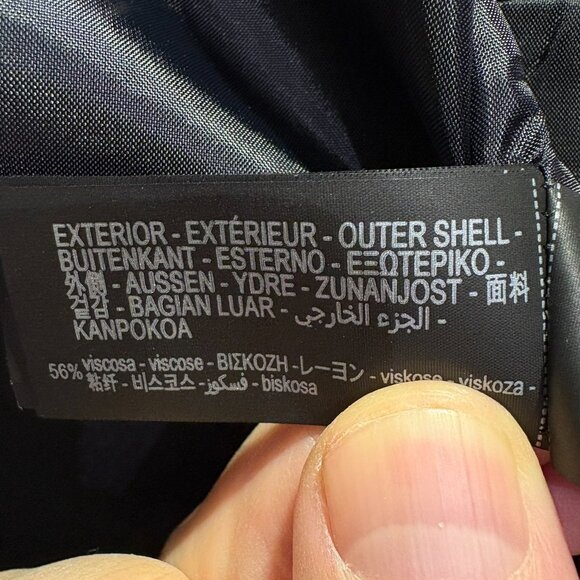 EXTERIOR - EXTÉRIEUR - OUTER SHELL -
BUITENKANT - ESTERNO - ΕΞΩΤΕΡΙΚΟ -
外側 - AUSSEN - YDRE - ZUNANJOST - 面料
겉감 - BAGIAN LUAR - الجزء الخارجي -
KANPOKOA
56% viscosa - viscose - ΒΙΣΚΟΖΗ -レーヨン - viskose - viskoza -
粘纤 - 비스코스 - فسكوز - biskosa